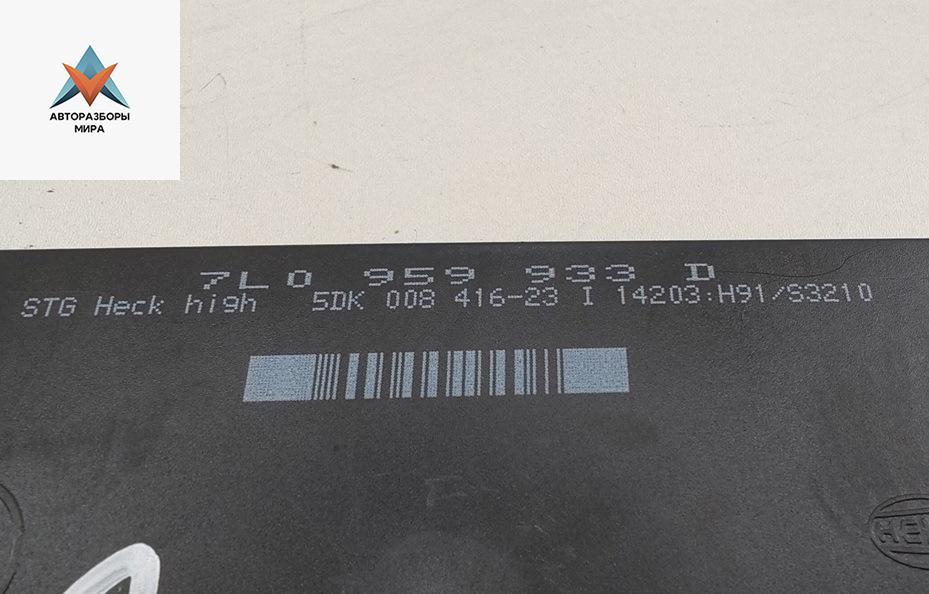 АВТОРАЗБОРЫ
МИРА
7L0 959 933 D
STG Heck high 5DK 008 416-23 I 14203:H91/S3210